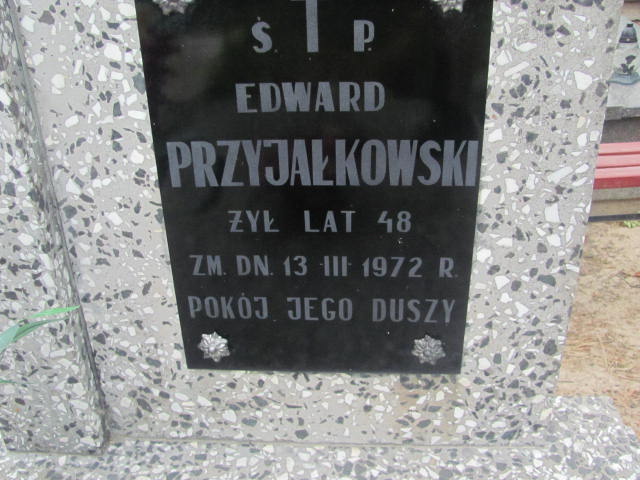 Ś. P.
EDWARD
PRZYJAŁKOWSKI
ŻYŁ LAT 48
ZM. DN. 13 III 1972 R.
POKÓJ JEGO DUSZY